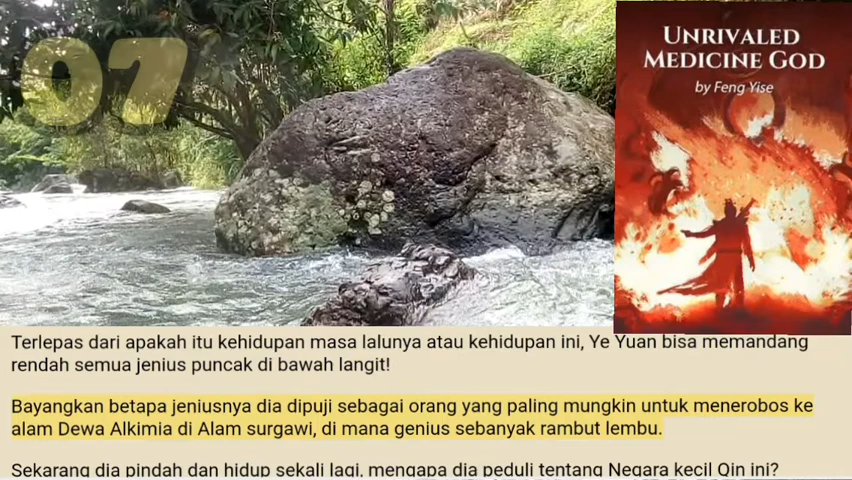 07
UNRIVALED
MEDICINE GOD
by Feng Yise
Terlepas dari apakah itu kehidupan masa lalunya atau kehidupan ini, Ye Yuan bisa memandang
rendah semua jenius puncak di bawah langit!
Bayangkan betapa jeniusnya dia dipuji sebagai orang yang paling mungkin untuk menerobos ke
alam Dewa Alkimia di Alam surgawi, di mana genius sebanyak rambut lembu.
Sekarang dia pindah dan hidup sekali lagi, mengapa dia peduli tentang Negara kecil Qin ini?